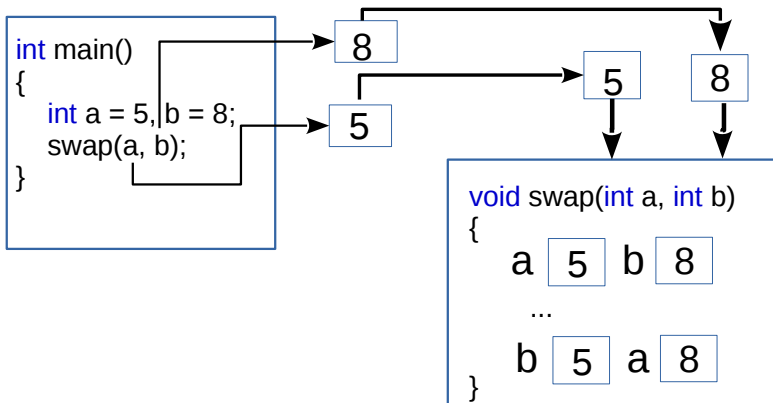 int main()
{
int a = 5, b = 8;
swap(a, b);
}
8
5
5
8
void swap(int a, int b)
{
a 5 b 8
...
b 5 a 8
}